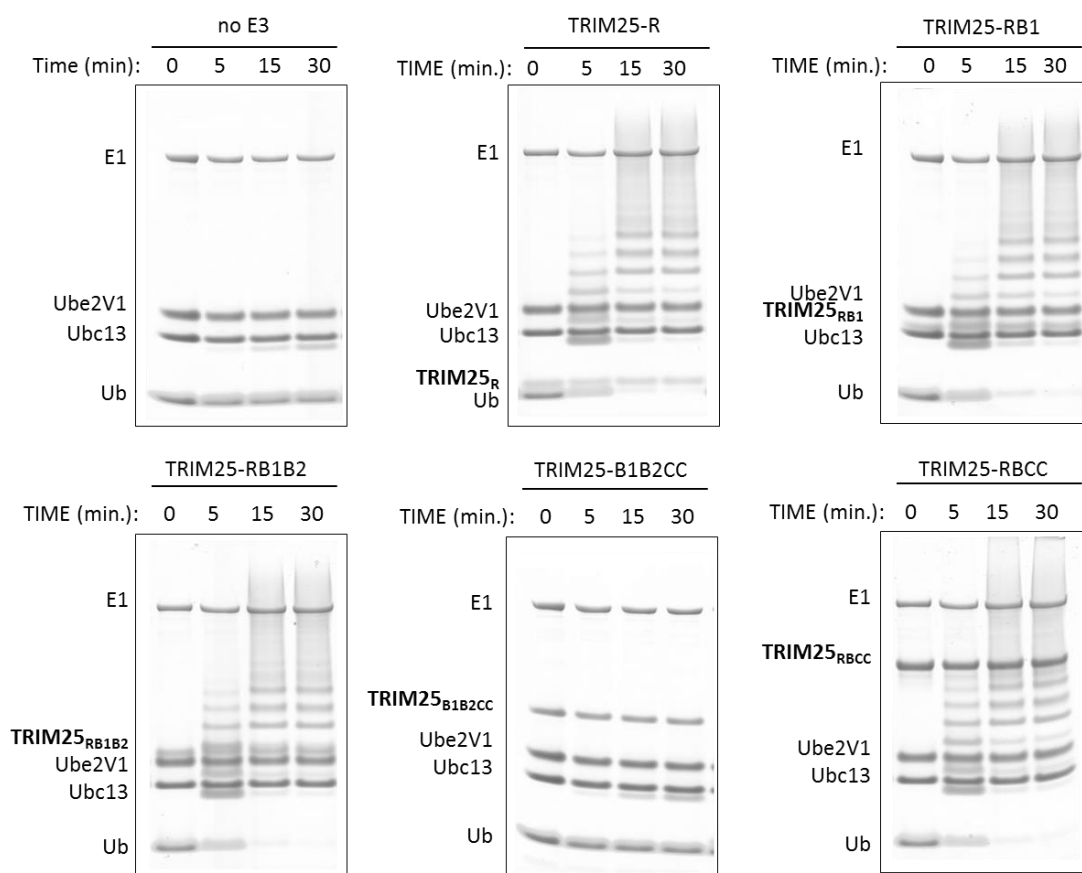 no E3
Time (min): 0 5 15 30
E1
Ube2V1
Ubc13
Ub
TRIM25-R
TIME (min.): 0 5 15 30
E1
Ube2V1
Ubc13
TRIM25R
Ub
TRIM25-RB1
TIME (min.): 0 5 15 30
E1
Ube2V1
TRIM25RB1
Ubc13
Ub
TRIM25-RB1B2
TIME (min.): 0 5 15 30
E1
TRIM25RB1B2
Ube2V1
Ubc13
Ub
TRIM25-B1B2CC
TIME (min.): 0 5 15 30
E1
TRIM25B1B2CC
Ube2V1
Ubc13
Ub
TRIM25-RBCC
TIME (min.): 0 5 15 30
E1
TRIM25RBCC
Ube2V1
Ubc13
Ub